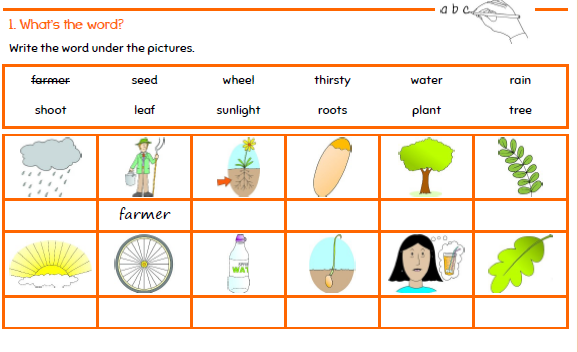 a b c
1. What's the word?
Write the word under the pictures.
farmer seed wheel thirsty water rain
shoot leaf sunlight roots plant tree
farmer
WAT